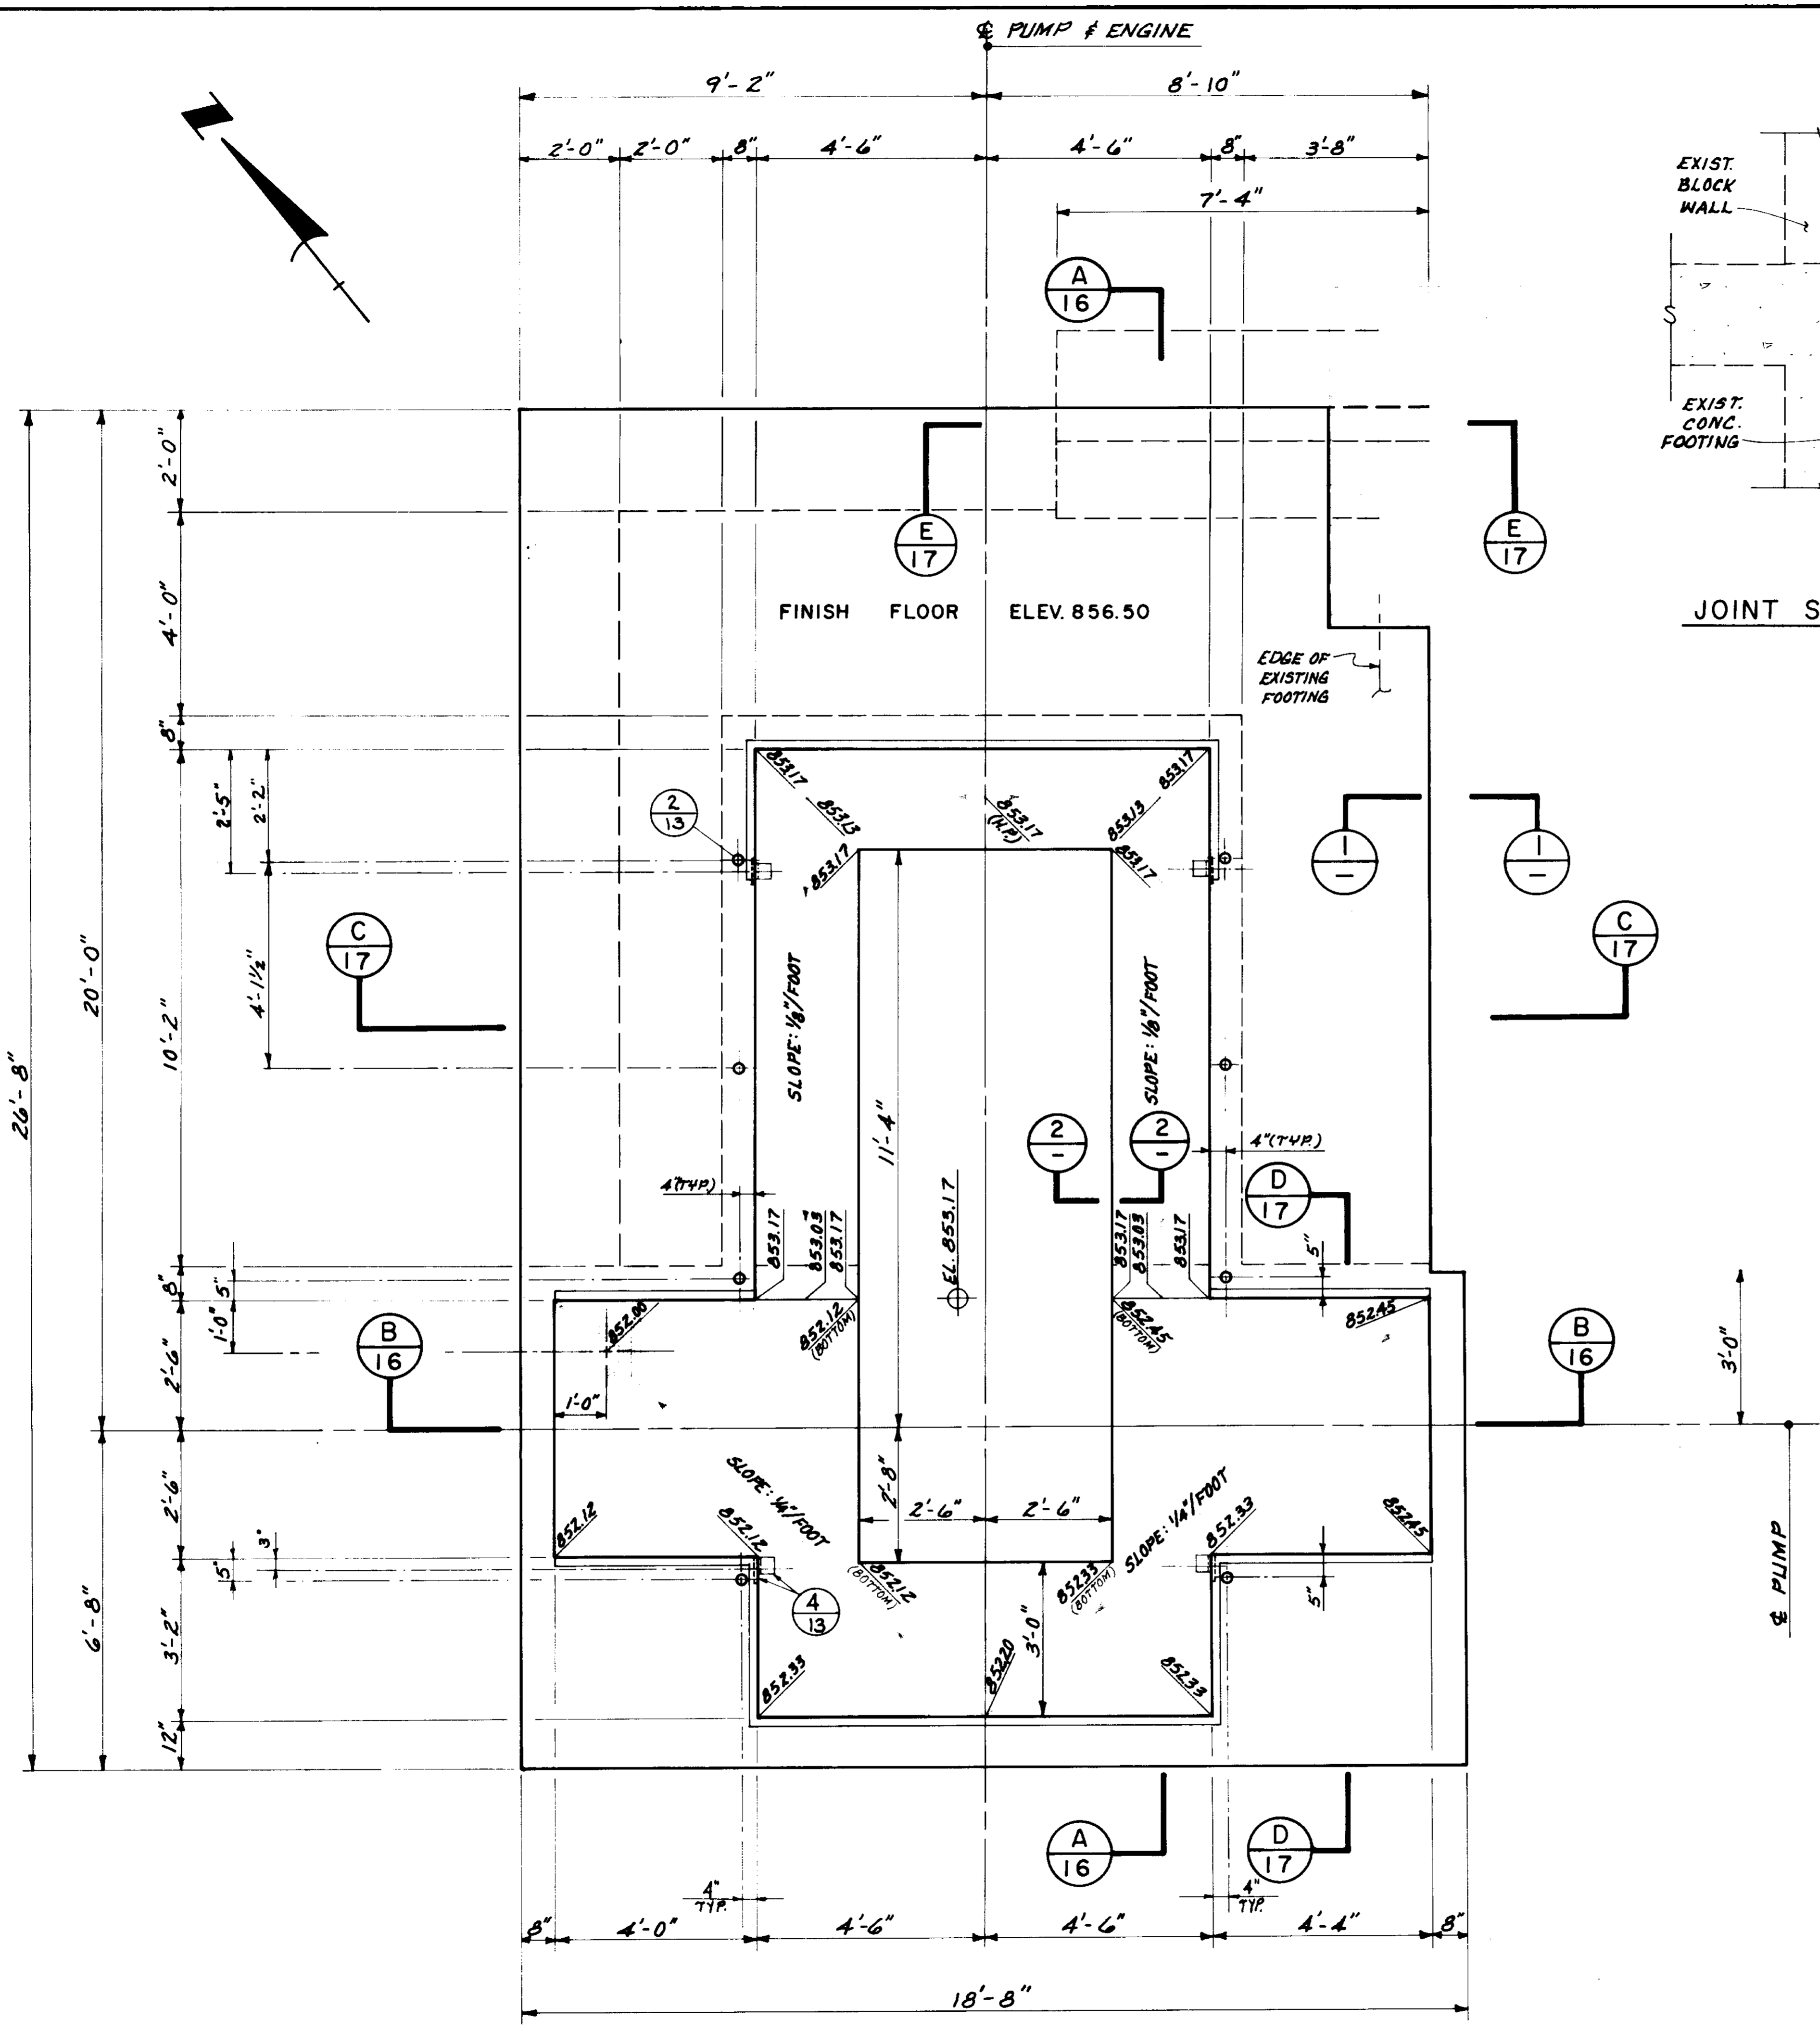 ℄ PUMP & ENGINE
9'-2"
8'-10"
2'-0"
2'-0"
8"
4'-6"
4'-6"
8"
3'-8"
7'-4"
EXIST.
BLOCK
WALL
A
16
EXIST.
CONC.
FOOTING
2'-0"
E
17
E
17
4'-0"
FINISH FLOOR ELEV. 856.50
JOINT S
EDGE OF
EXISTING
FOOTING
8"
2'-5"
2'-2"
853.17
853.13
853.17
(H.P.)
853.13
853.17
2
13
853.17
853.17
1
-
1
-
C
17
C
17
20'-0"
10'-2"
4'-1½"
SLOPE: ⅛"/FOOT
SLOPE: ⅛"/FOOT
26'-8"
11'-4"
2
-
2
-
4"(TYP.)
4"(TYP.)
D
17
EL. 853.17
853.17
853.03
853.17
853.17
853.03
853.17
5"
8"
5"
1'-0"
852.00
852.12
(BOTTOM)
852.45
(BOTTOM)
852.45
B
16
B
16
2'-6"
3'-0"
1'-0"
2'-8"
2'-6"
2'-6"
2'-6"
SLOPE: ¼"/FOOT
SLOPE: 1/4"/FOOT
852.12
852.12
852.33
852.45
3"
5"
852.12
(BOTTOM)
852.33
(BOTTOM)
5"
4
13
℄ PUMP
6'-8"
3'-2"
3'-0"
852.33
852.20
852.33
12"
A
16
D
17
4"
TYP.
4"
TYP.
8"
4'-0"
4'-6"
4'-6"
4'-4"
8"
18'-8"